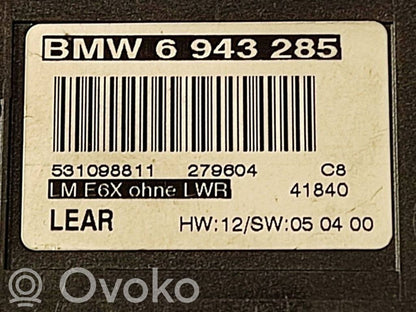 BMW 6 943 285
531098811 279604 C8
LM E6X ohne LWR 41840
LEAR HW:12/SW:05 04 00
Ovoko